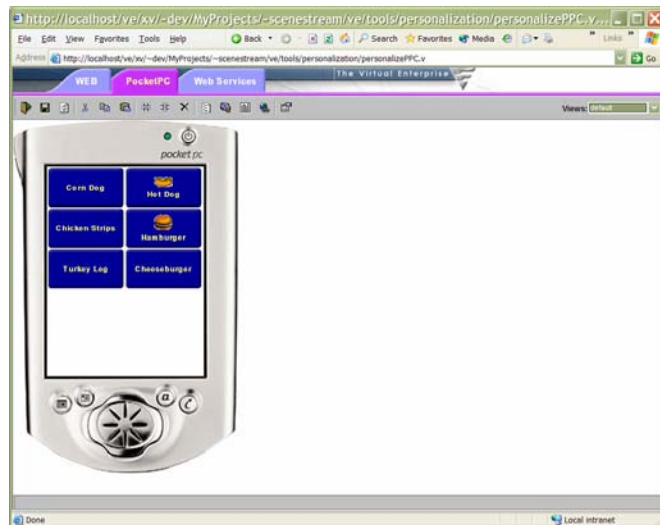 http://localhost/ve/xv/~dev/MyProjects/~scenestream/ve/tools/personalization/personalizePPC.v...
File Edit View Favorites Tools Help Back Search Favorites Media Links
Address http://localhost/ve/xv/~dev/MyProjects/~scenestream/ve/tools/personalization/personalizePPC.v Go
WEB PocketPC Web Services The Virtual Enterprise
Views: default
pocket pc
Corn Dog Hot Dog
Chicken Strips Hamburger
Turkey Leg Cheeseburger
Done Local intranet